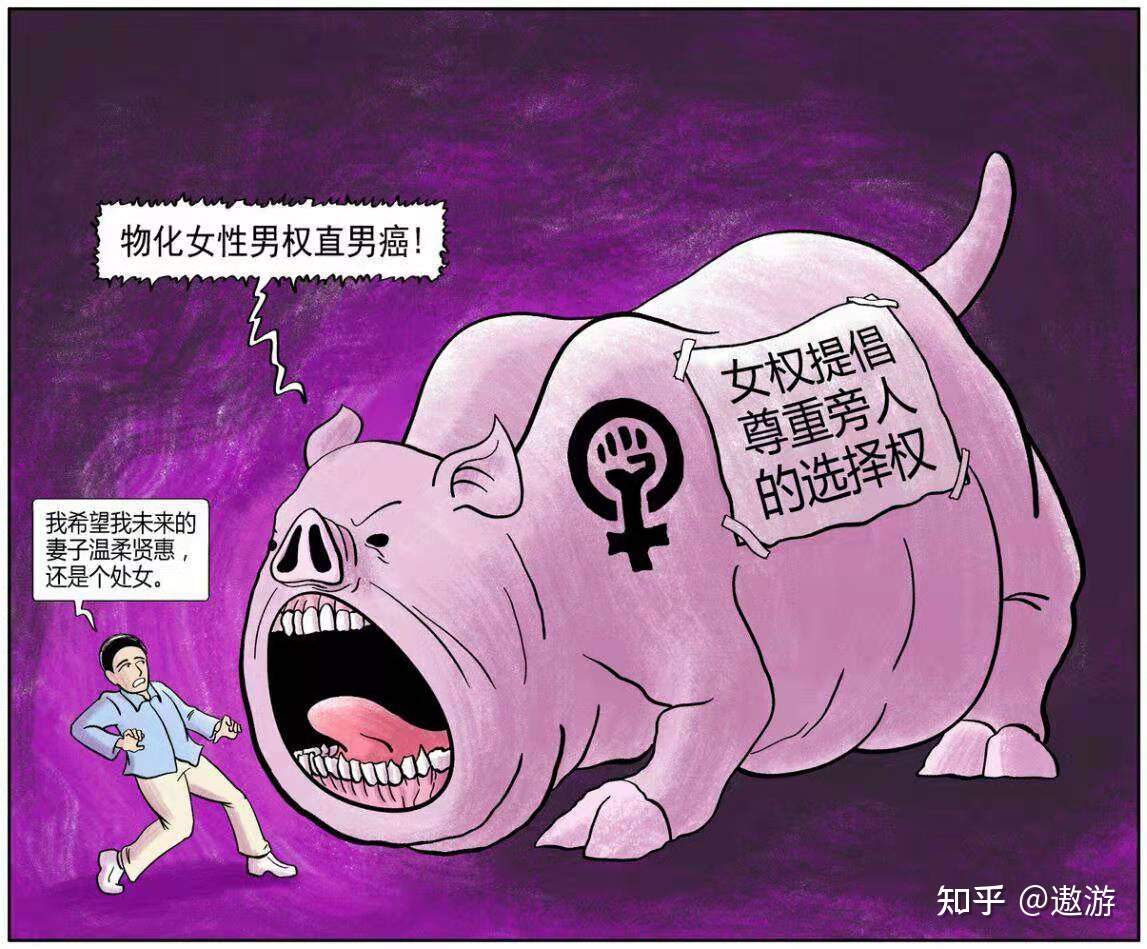 物化女性男权直男癌!
女权提倡
尊重旁人
的选择权
我希望我未来的
妻子温柔贤惠，
还是个处女。
知乎 @遨游